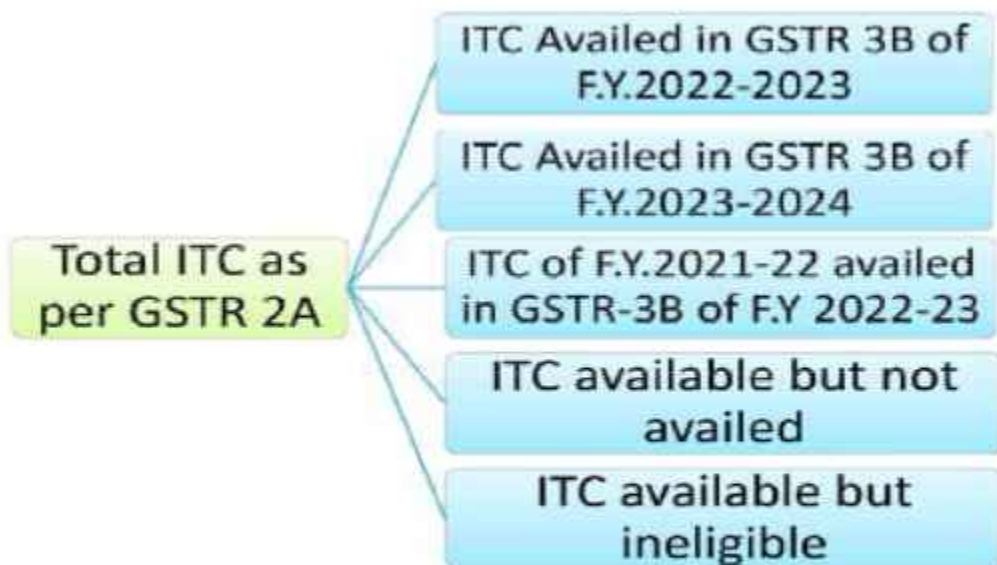 ITC Availed in GSTR 3B of
F.Y.2022-2023
ITC Availed in GSTR 3B of
F.Y.2023-2024
Total ITC as
per GSTR 2A
ITC of F.Y.2021-22 availed
in GSTR-3B of F.Y 2022-23
ITC available but not
availed
ITC available but
ineligible